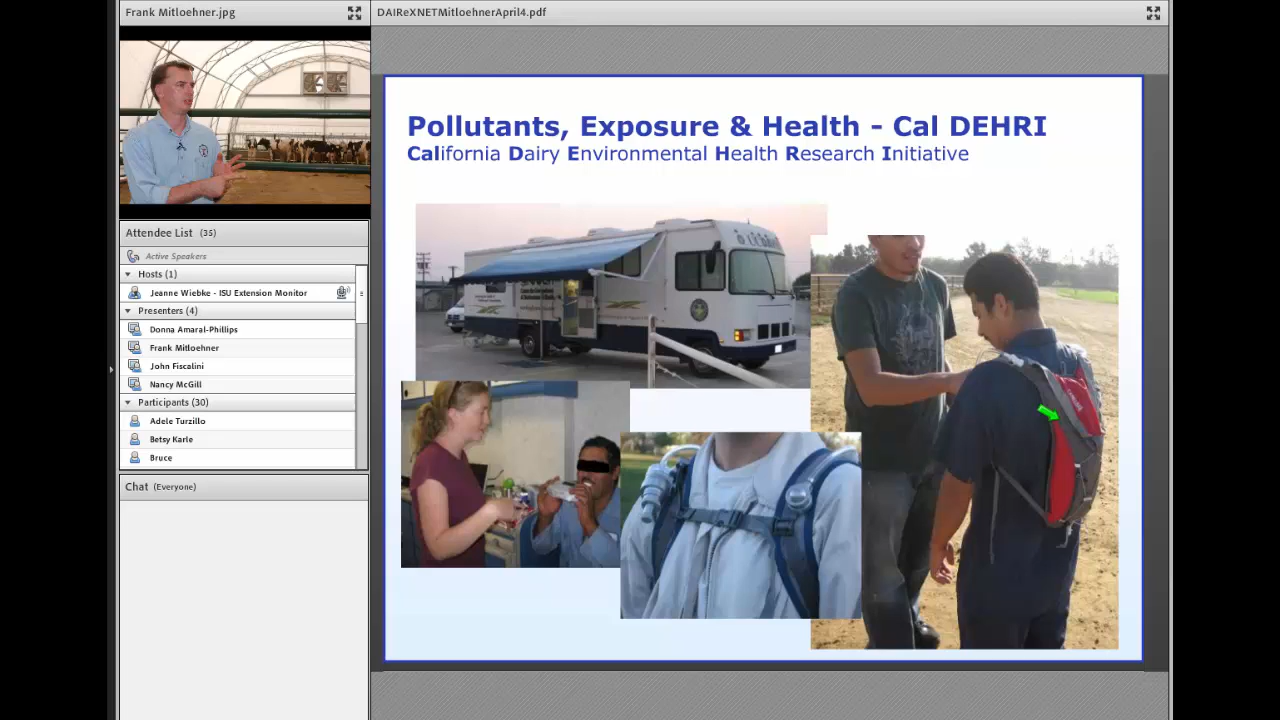 Frank Mitloehner.jpg
DAIReXNETMitloehnerApril4.pdf
Attendee List (35)
Active Speakers
Hosts (1)
Jeanne Wiebke - ISU Extension Monitor
Presenters (4)
Donna Amaral-Phillips
Frank Mitloehner
John Fiscalini
Nancy McGill
Participants (30)
Adele Turzillo
Betsy Karle
Bruce
Chat (Everyone)
Pollutants, Exposure & Health - Cal DEHRI
California Dairy Environmental Health Research Initiative